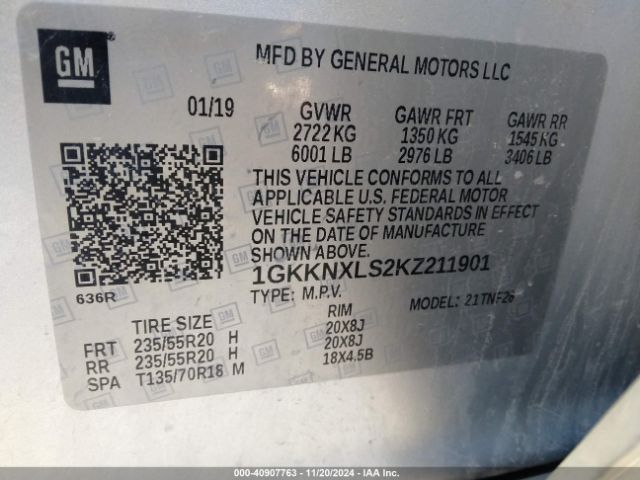 GM
MFD BY GENERAL MOTORS LLC
01/19 GVWR GAWR FRT GAWR RR
2722 KG 1350 KG 1545 KG
6001 LB 2976 LB 3406 LB
THIS VEHICLE CONFORMS TO ALL
APPLICABLE U.S. FEDERAL MOTOR
VEHICLE SAFETY STANDARDS IN EFFECT
ON THE DATE OF MANUFACTURE
SHOWN ABOVE.
1GKKNXLS2KZ211901
636R
TYPE: M.P.V. MODEL: 21TNF26
TIRE SIZE RIM
FRT 235/55R20 H 20X8J
RR 235/55R20 H 20X8J
SPA T135/70R18 M 18X4.5B
000-40907763 - 11/20/2024 - IAA Inc.